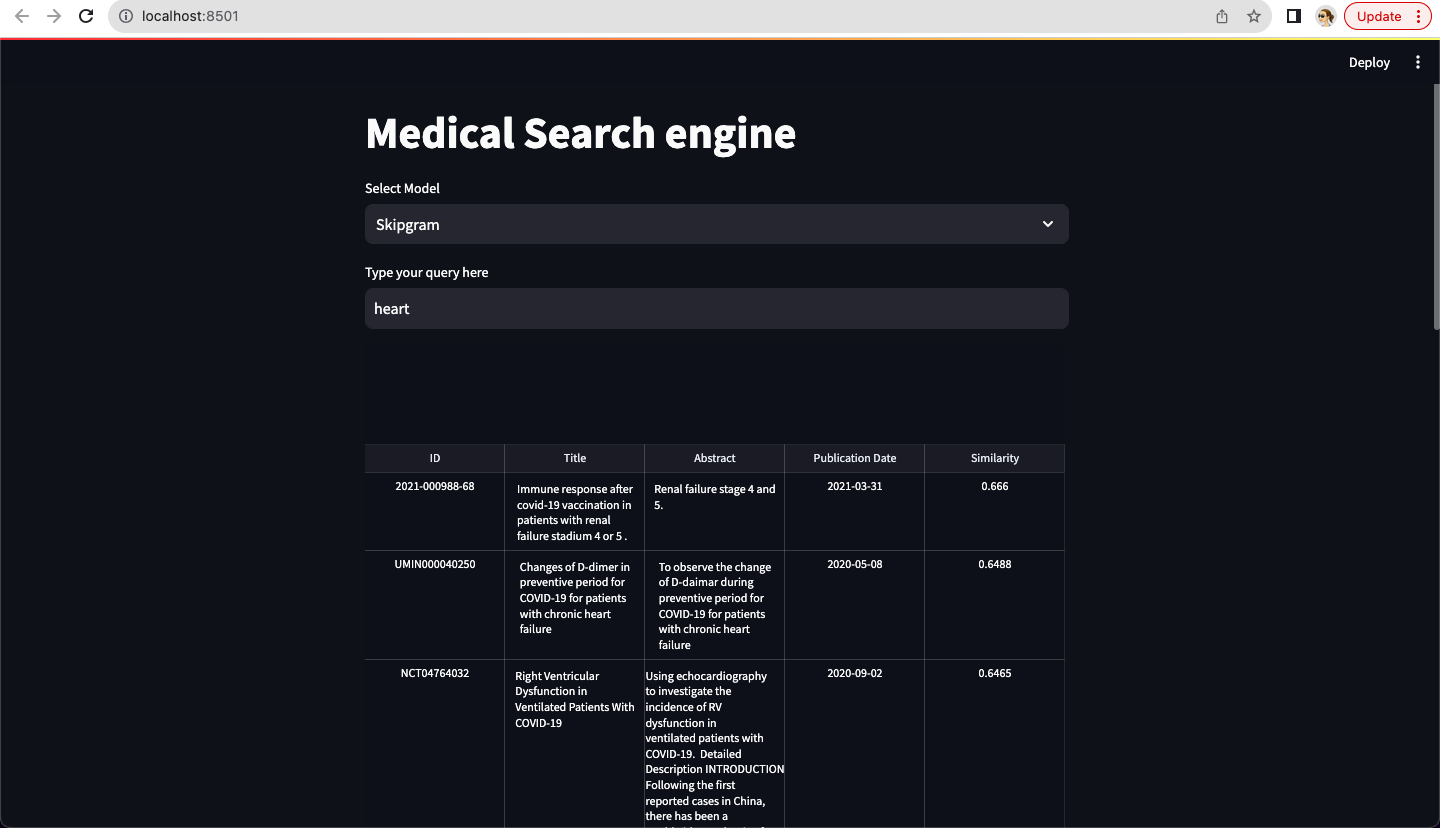 localhost:8501
Update
Deploy
Medical Search engine
Select Model
Skipgram
Type your query here
heart
ID
Title
Abstract
Publication Date
Similarity
2021-000988-68
Immune response after
covid-19 vaccination in
patients with renal
failure stadium 4 or 5 .
Renal failure stage 4 and
5.
2021-03-31
0.666
UMIN000040250
Changes of D-dimer in
preventive period for
COVID-19 for patients
with chronic heart
failure
To observe the change
of D-daimar during
preventive period for
COVID-19 for patients
with chronic heart
failure
2020-05-08
0.6488
NCT04764032
Right Ventricular
Dysfunction in
Ventilated Patients With
COVID-19
Using echocardiography
to investigate the
incidence of RV
dysfunction in
ventilated patients with
COVID-19. Detailed
Description INTRODUCTION
Following the first
reported cases in China,
there has been a
2020-09-02
0.6465